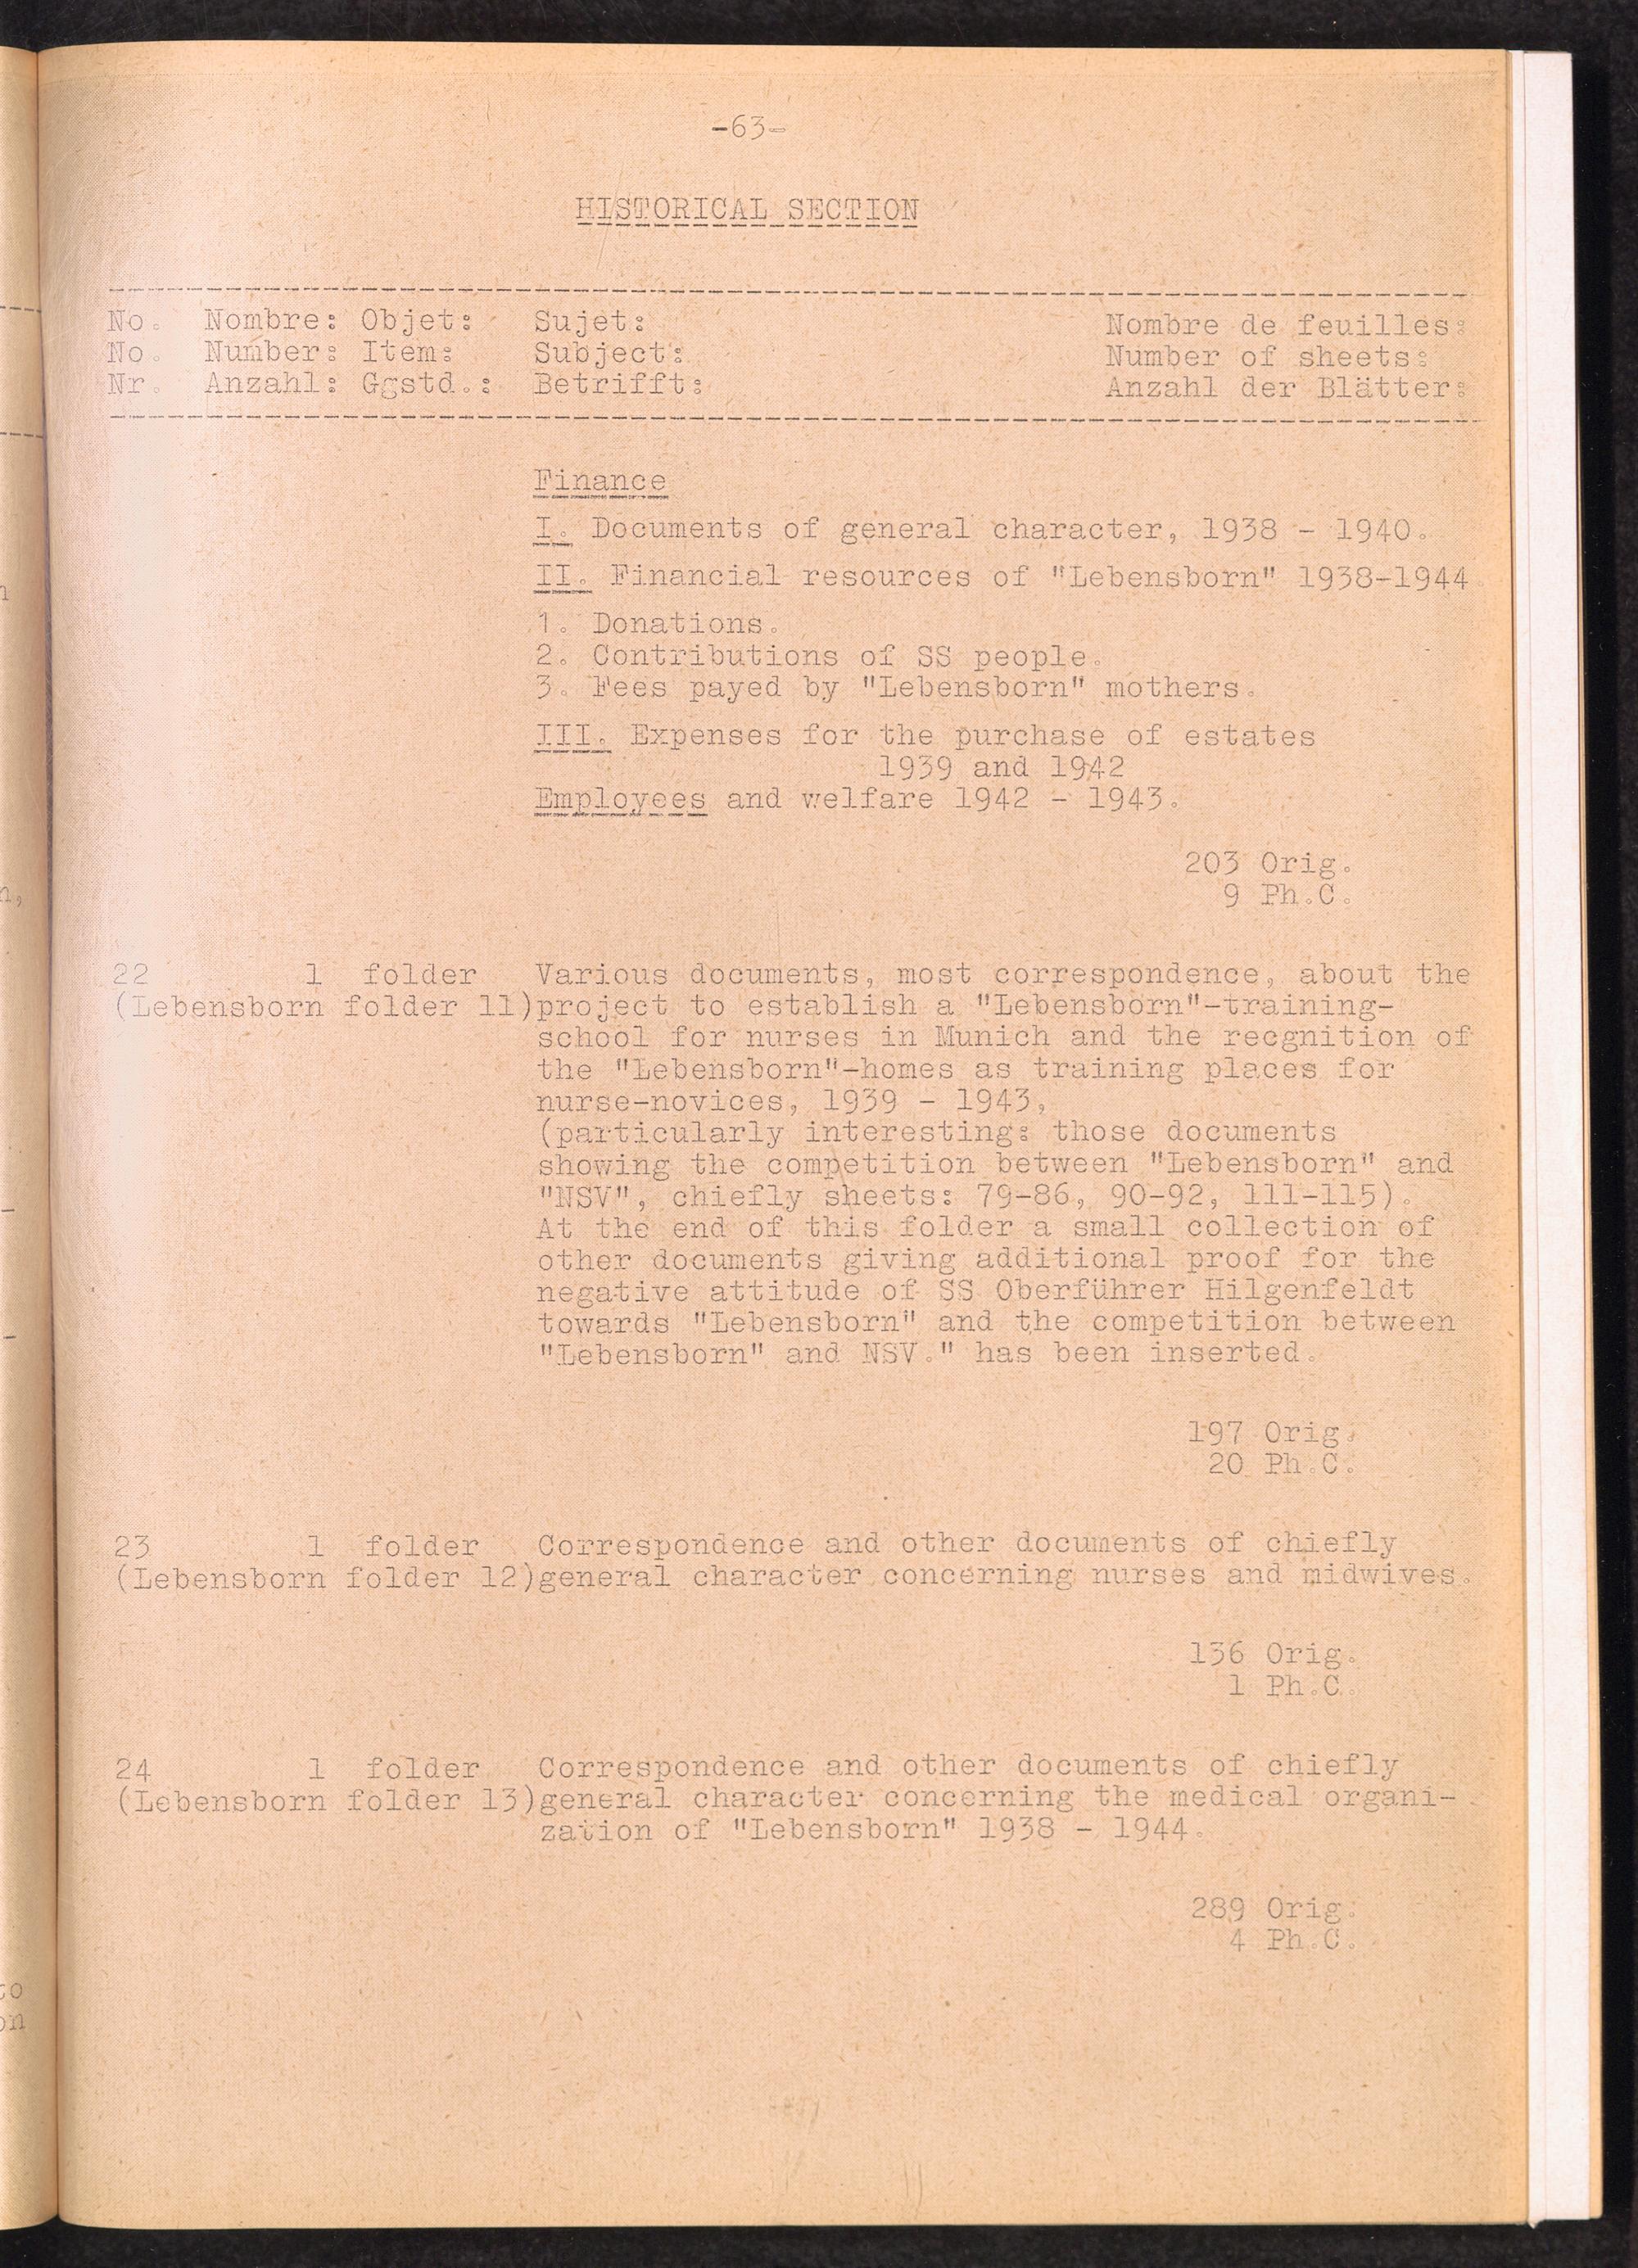 -63-
HISTORICAL SECTION
No. Nombre: Objet: Sujet: Nombre de feuilles:
No. Number: Item: Subject: Number of sheets:
Nr. Anzahl: Ggstd.: Betrifft: Anzahl der Blätter:
Finance
I. Documents of general character, 1938 - 1940.
II. Financial resources of "Lebensborn" 1938-1944
1. Donations.
2. Contributions of SS people.
3. Fees payed by "Lebensborn" mothers.
III. Expenses for the purchase of estates
1939 and 1942
Employees and welfare 1942 - 1943.
203 Orig.
9 Ph.C.
22 1 folder Various documents, most correspondence, about the
(Lebensborn folder 11)project to establish a "Lebensborn"-training-
school for nurses in Munich and the recgnition of
the "Lebensborn"-homes as training places for
nurse-novices, 1939 - 1943,
(particularly interesting: those documents
showing the competition between "Lebensborn" and
"NSV", chiefly sheets: 79-86, 90-92, 111-115).
At the end of this folder a small collection of
other documents giving additional proof for the
negative attitude of SS Oberführer Hilgenfeldt
towards "Lebensborn" and the competition between
"Lebensborn" and NSV." has been inserted.
197 Orig.
20 Ph.C.
23 1 folder Correspondence and other documents of chiefly
(Lebensborn folder 12)general character concerning nurses and midwives.
136 Orig.
1 Ph.C.
24 1 folder Correspondence and other documents of chiefly
(Lebensborn folder 13)general character concerning the medical organi-
zation of "Lebensborn" 1938 - 1944.
289 Orig.
4 Ph.C.